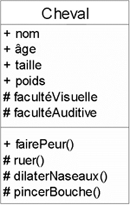 Cheval
+ nom
+ âge
+ taille
+ poids
# facultéVisuelle
# facultéAuditive
+ fairePeur()
# ruer()
# dilaterNaseaux()
# pincerBouche()